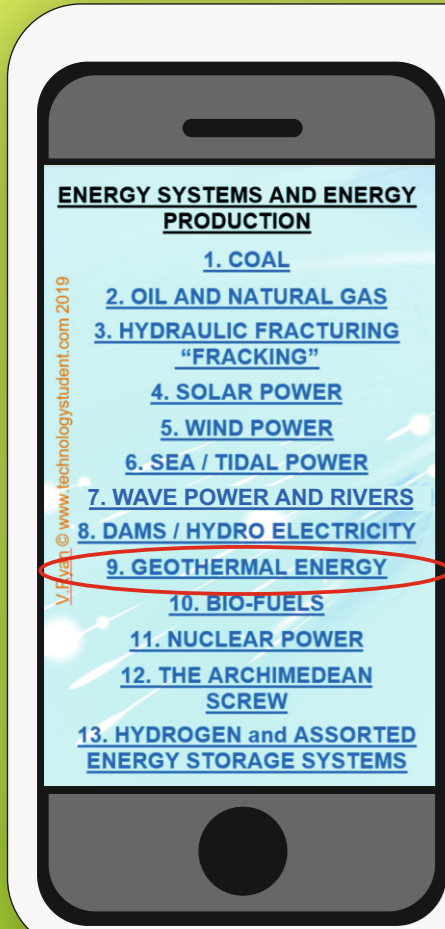 ENERGY SYSTEMS AND ENERGY
PRODUCTION
1. COAL
2. OIL AND NATURAL GAS
3. HYDRAULIC FRACTURING
“FRACKING”
4. SOLAR POWER
5. WIND POWER
6. SEA / TIDAL POWER
7. WAVE POWER AND RIVERS
8. DAMS / HYDRO ELECTRICITY
9. GEOTHERMAL ENERGY
10. BIO-FUELS
11. NUCLEAR POWER
12. THE ARCHIMEDEAN
SCREW
13. HYDROGEN and ASSORTED
ENERGY STORAGE SYSTEMS
V.Ryan © www.technologystudent.com 2019